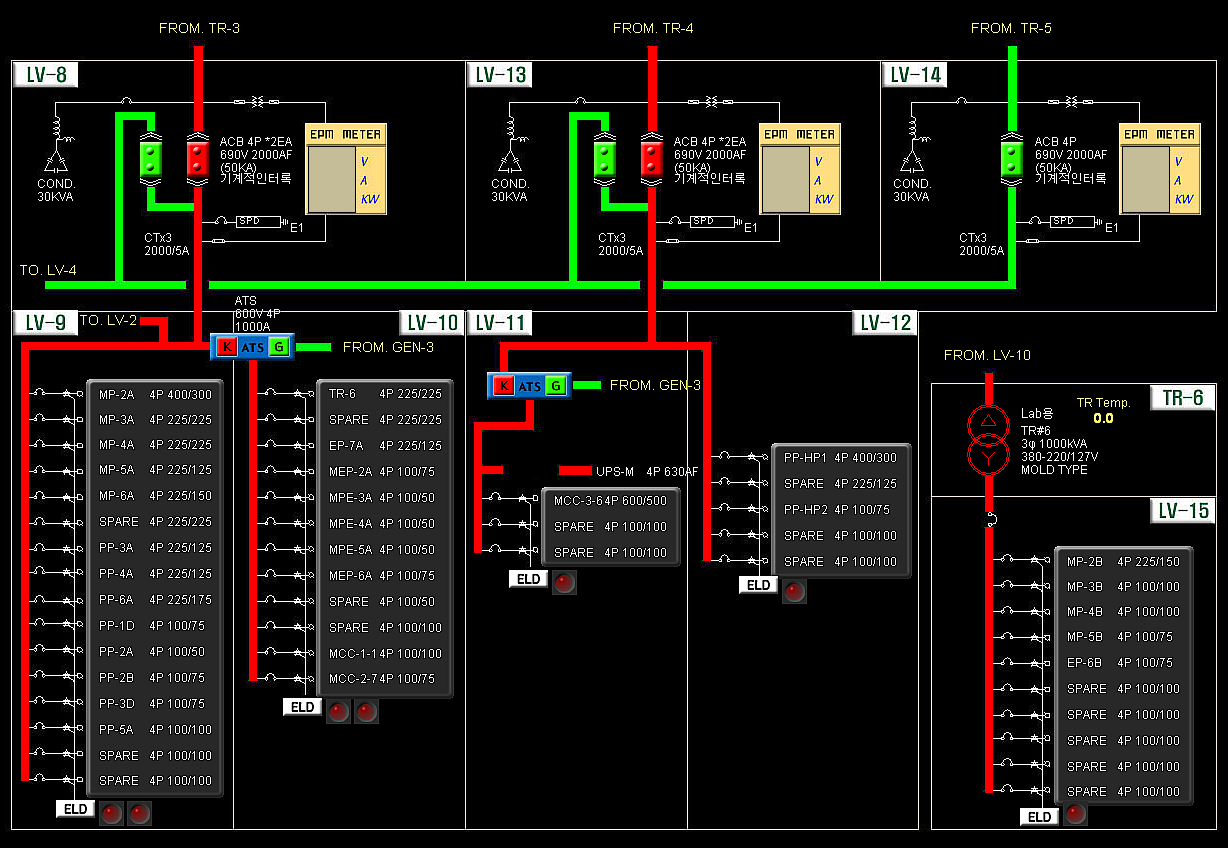 FROM. TR-3
FROM. TR-4
FROM. TR-5
LV-8
COND.
30KVA
ACB 4P *2EA
690V 2000AF
(50KA)
기계적인터록
EPM METER
V
A
KW
SPD
E1
CTx3
2000/5A
TO. LV-4
LV-13
COND.
30KVA
ACB 4P *2EA
690V 2000AF
(50KA)
기계적인터록
EPM METER
V
A
KW
SPD
E1
CTx3
2000/5A
LV-14
COND.
30KVA
ACB 4P
690V 2000AF
(50KA)
기계적인터록
EPM METER
V
A
KW
SPD
E1
CTx3
2000/5A
LV-9
TO. LV-2
MP-2A 4P 400/300
MP-3A 4P 225/225
MP-4A 4P 225/225
MP-5A 4P 225/125
MP-6A 4P 225/150
SPARE 4P 225/225
PP-3A 4P 225/125
PP-4A 4P 225/125
PP-6A 4P 225/175
PP-1D 4P 100/75
PP-2A 4P 100/50
PP-2B 4P 100/75
PP-3D 4P 100/75
PP-5A 4P 100/100
SPARE 4P 100/100
SPARE 4P 100/100
ELD
ATS
600V 4P
1000A
LV-10
K ATS G
FROM. GEN-3
TR-6 4P 225/225
SPARE 4P 225/225
EP-7A 4P 225/125
MEP-2A 4P 100/75
MPE-3A 4P 100/50
MPE-4A 4P 100/50
MPE-5A 4P 100/50
MEP-6A 4P 100/75
SPARE 4P 100/50
SPARE 4P 100/100
MCC-1-1 4P 100/100
MCC-2-7 4P 100/75
ELD
LV-11
K ATS G
FROM. GEN-3
UPS-M 4P 630AF
MCC-3-6 4P 600/500
SPARE 4P 100/100
SPARE 4P 100/100
ELD
LV-12
PP-HP1 4P 400/300
SPARE 4P 225/125
PP-HP2 4P 100/75
SPARE 4P 100/100
SPARE 4P 100/100
ELD
FROM. LV-10
TR-6
TR Temp.
0.0
Lab용
TR#6
3φ 1000kVA
380-220/127V
MOLD TYPE
LV-15
MP-2B 4P 225/150
MP-3B 4P 100/100
MP-4B 4P 100/100
MP-5B 4P 100/75
EP-6B 4P 100/75
SPARE 4P 100/100
SPARE 4P 100/100
SPARE 4P 100/100
SPARE 4P 100/100
SPARE 4P 100/100
ELD